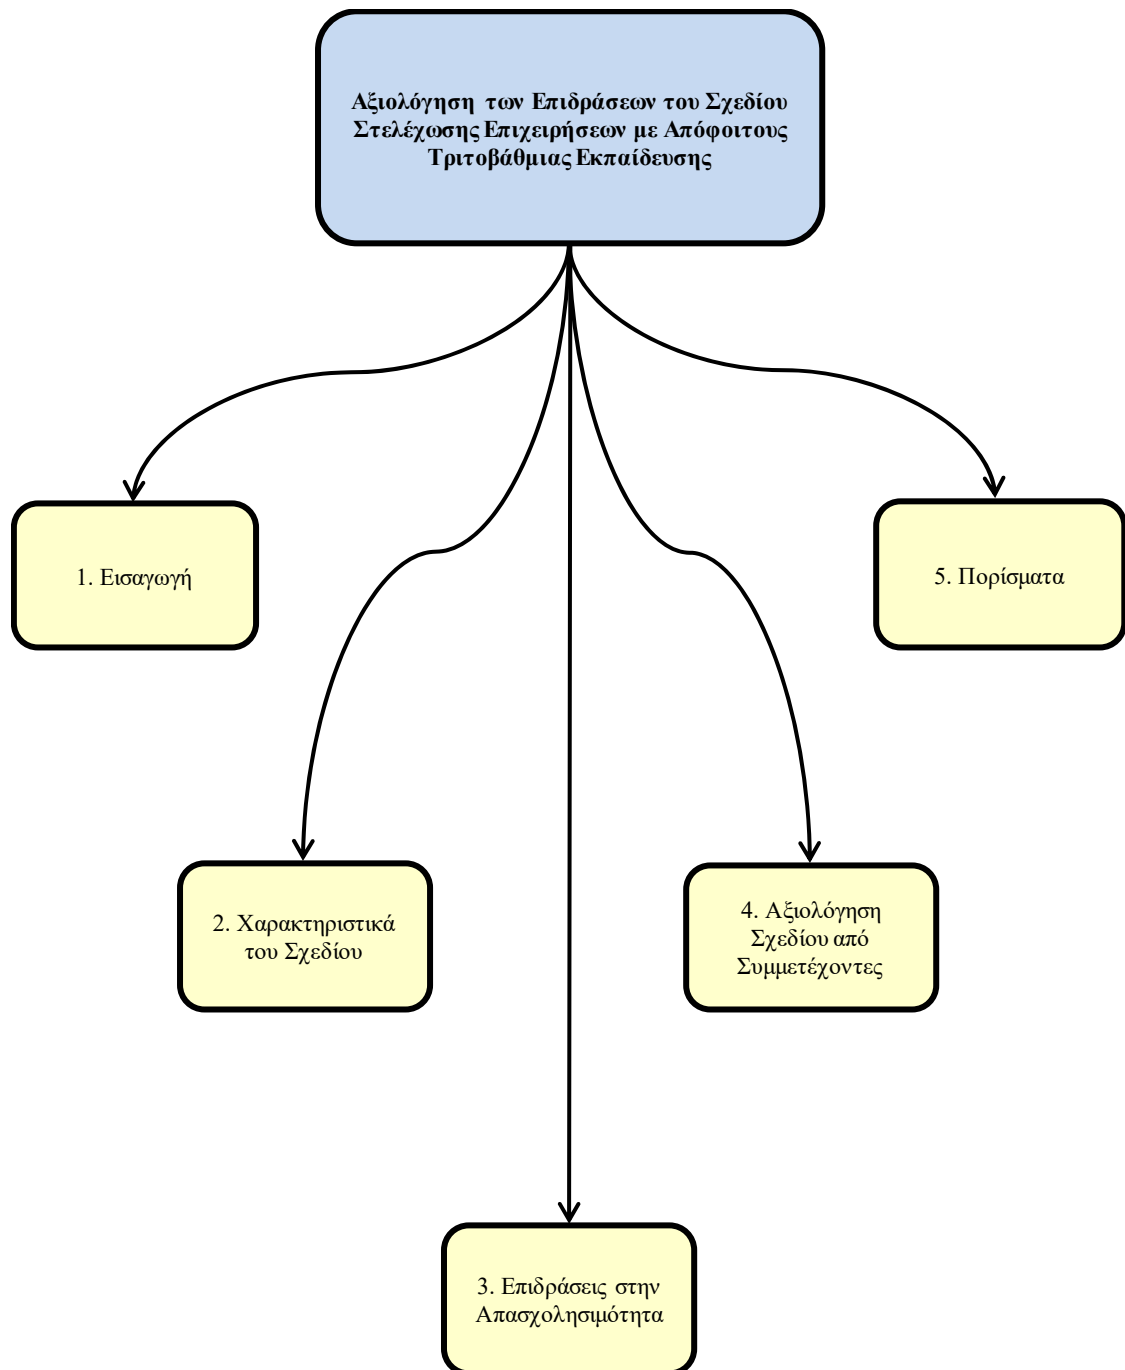 Αξιολόγηση των Επιδράσεων του Σχεδίου
Στελέχωσης Επιχειρήσεων με Απόφοιτους
Τριτοβάθμιας Εκπαίδευσης
1. Εισαγωγή
2. Χαρακτηριστικά
του Σχεδίου
3. Επιδράσεις στην
Απασχολησιμότητα
4. Αξιολόγηση
Σχεδίου από
Συμμετέχοντες
5. Πορίσματα